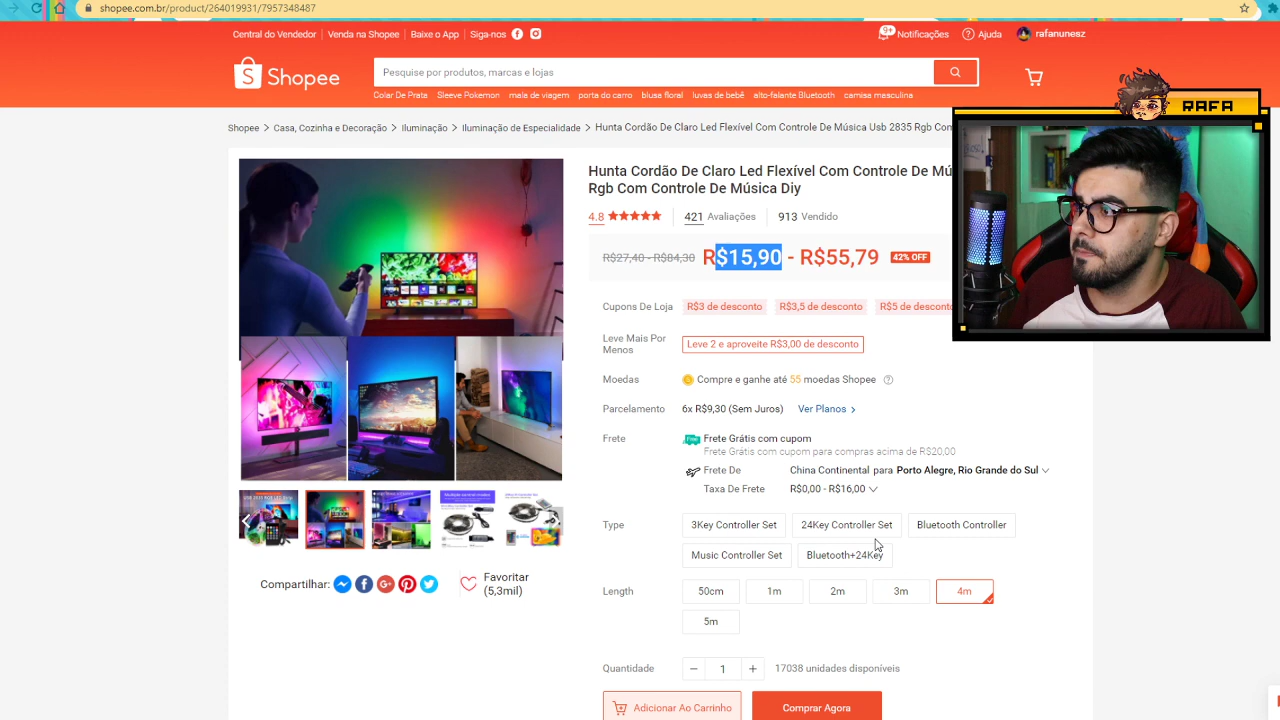 shopee.com.br/product/264019931/7957348487
Central do Vendedor | Venda na Shopee | Baixe o App | Siga-nos
9+ Notificações
Ajuda
rafanunesz
Shopee
Pesquise por produtos, marcas e lojas
Colar De Prata Sleeve Pokemon mala de viagem porta do carro blusa floral luvas de bebê alto-falante Bluetooth camisa masculina
RAFA
Shopee > Casa, Cozinha e Decoração > Iluminação > Iluminação de Especialidade > Hunta Cordão De Claro Led Flexível Com Controle De Música Usb 2835 Rgb Com
Hunta Cordão De Claro Led Flexível Com Controle De
Rgb Com Controle De Música Diy
4.8 421 Avaliações 913 Vendido
R$27,40 - R$84,30 R$15,90 - R$55,79 42% OFF
Cupons De Loja R$3 de desconto R$3,5 de desconto R$5 de
Leve Mais Por
Menos
Leve 2 e aproveite R$3,00 de desconto
Moedas Compre e ganhe até 55 moedas Shopee
Parcelamento 6x R$9,30 (Sem Juros) Ver Planos >
Frete Frete Grátis com cupom
Frete Grátis com cupom para compras acima de R$20,00
Frete De China Continental para Porto Alegre, Rio Grande do Sul
Taxa De Frete R$0,00 - R$16,00
Type 3Key Controller Set 24Key Controller Set Bluetooth Controller
Music Controller Set Bluetooth+24Key
Length 50cm 1m 2m 3m 4m
5m
Compartilhar:
Favoritar
(5,3mil)
Quantidade − 1 + 17038 unidades disponíveis
Adicionar Ao Carrinho Comprar Agora